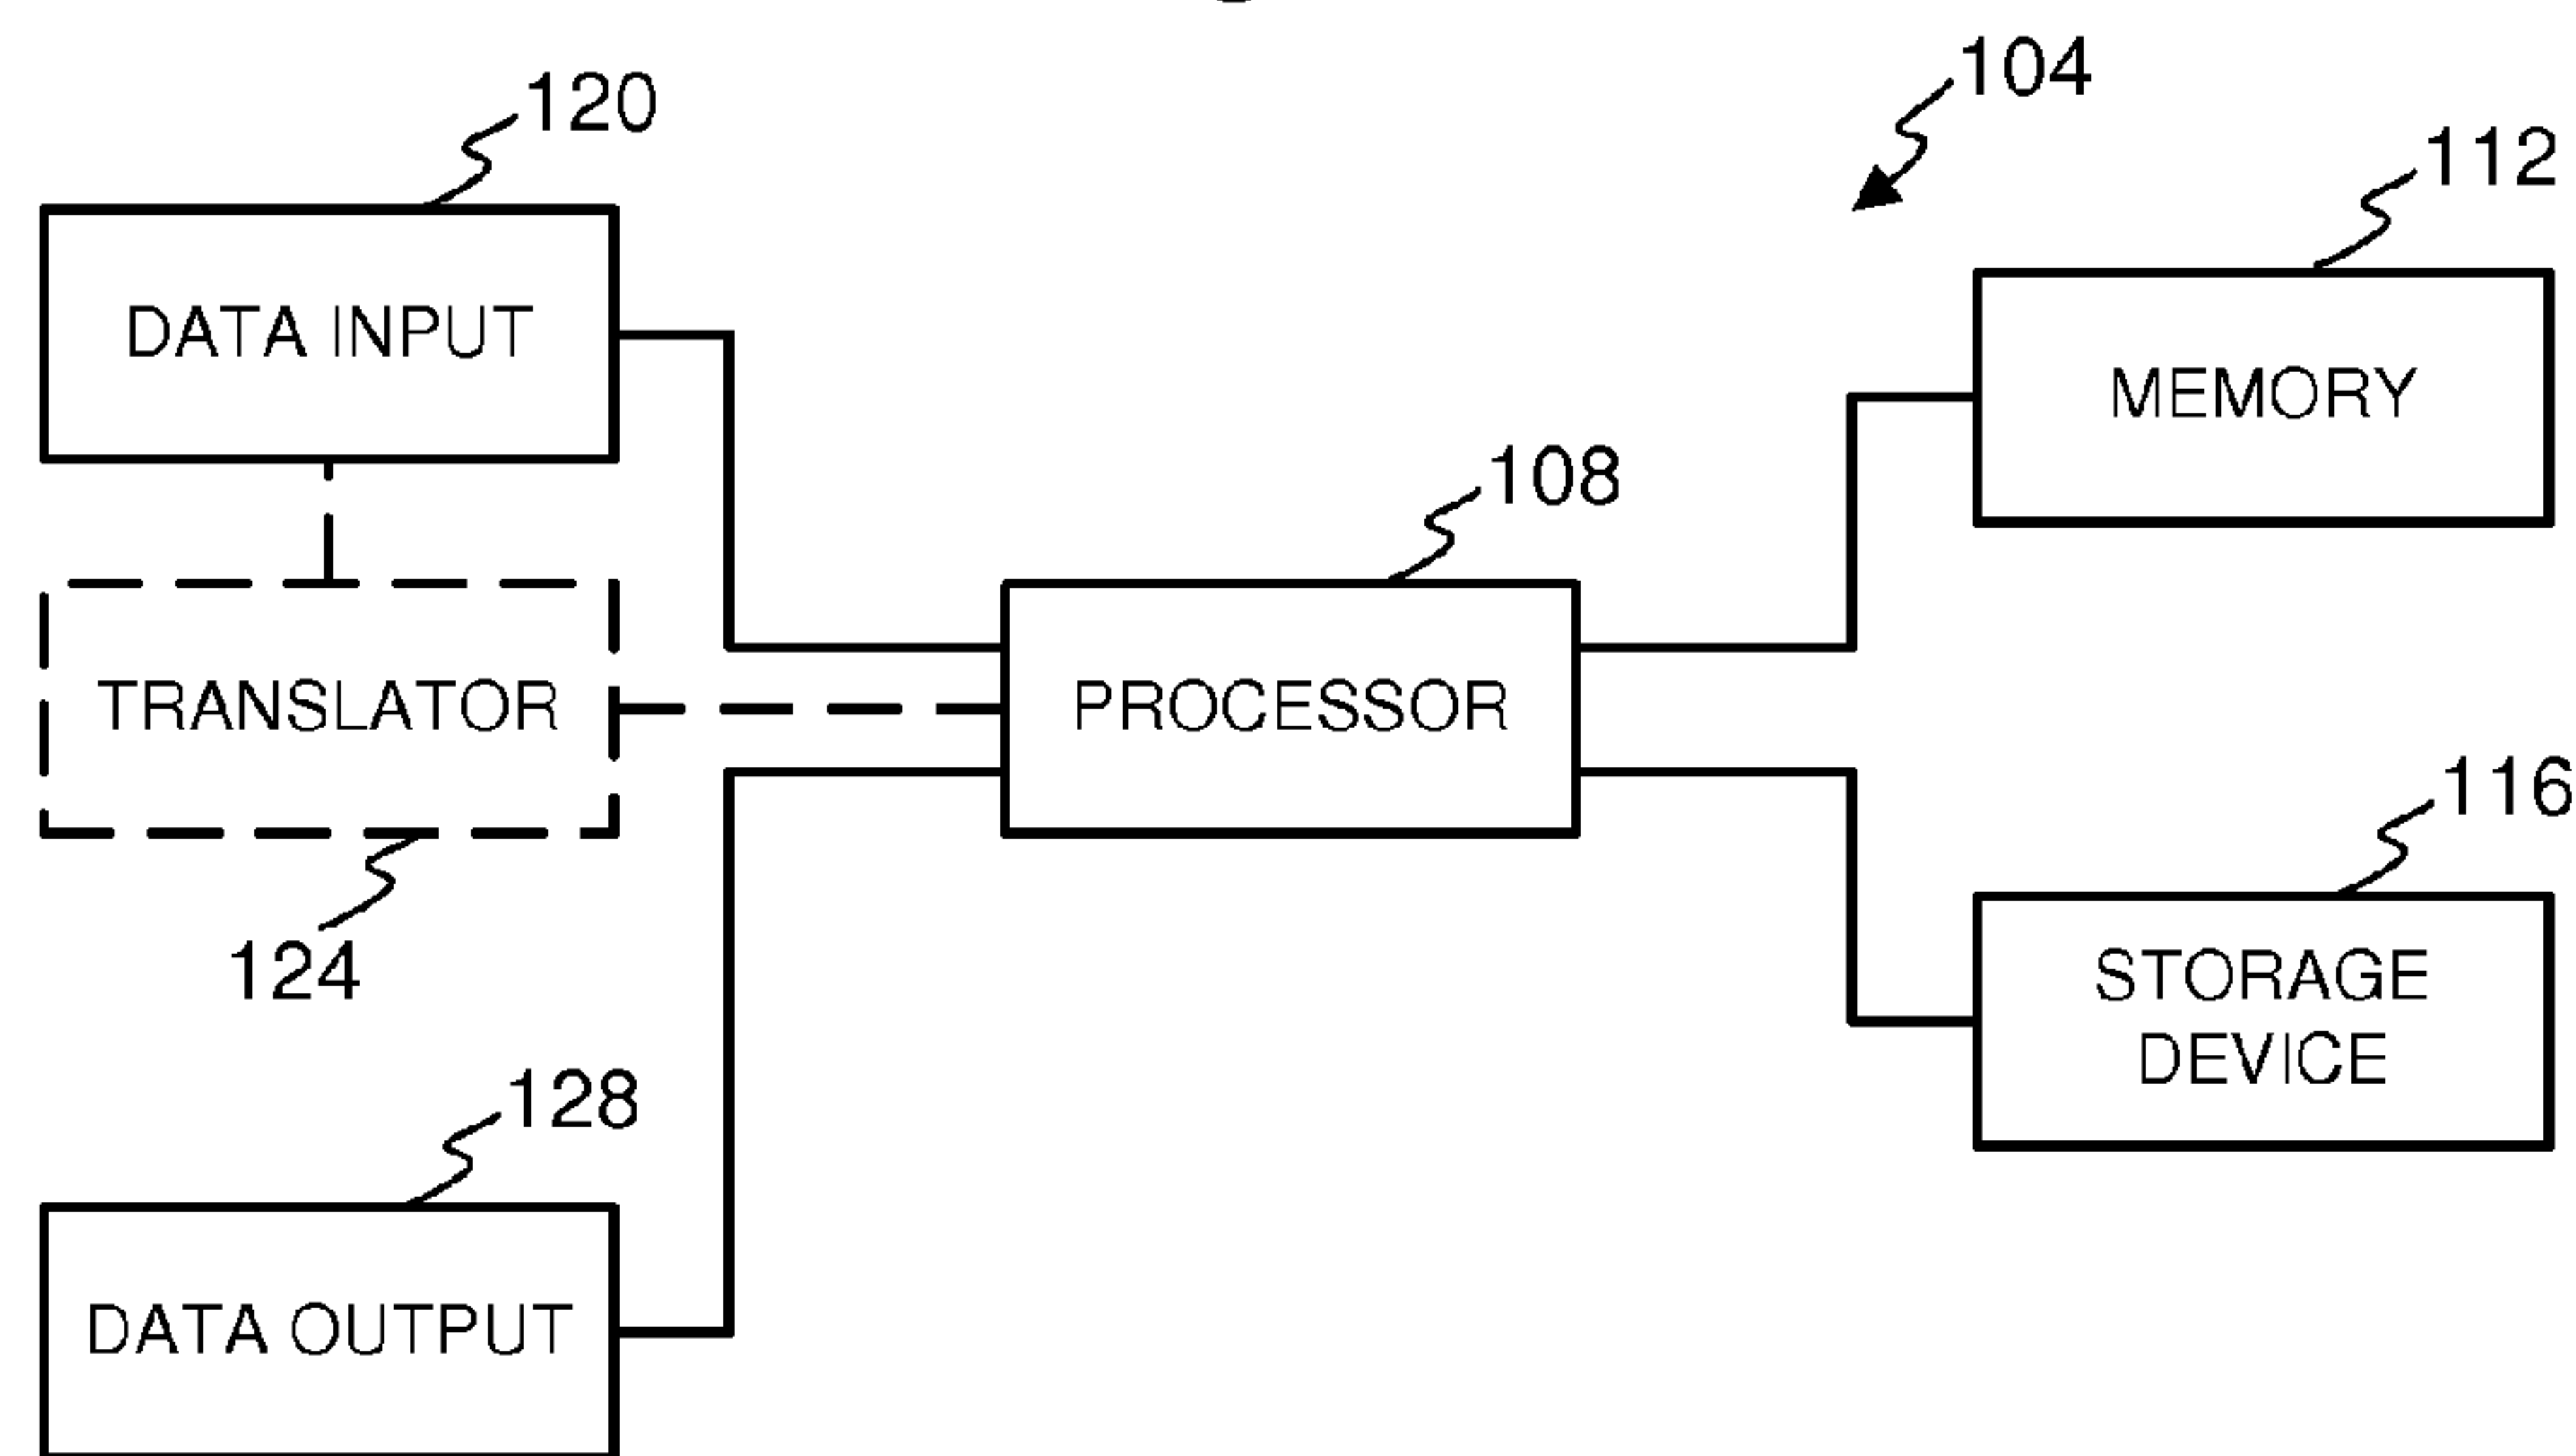 120
104
112
DATA INPUT
MEMORY
108
TRANSLATOR
PROCESSOR
116
124
STORAGE
DEVICE
128
DATA OUTPUT